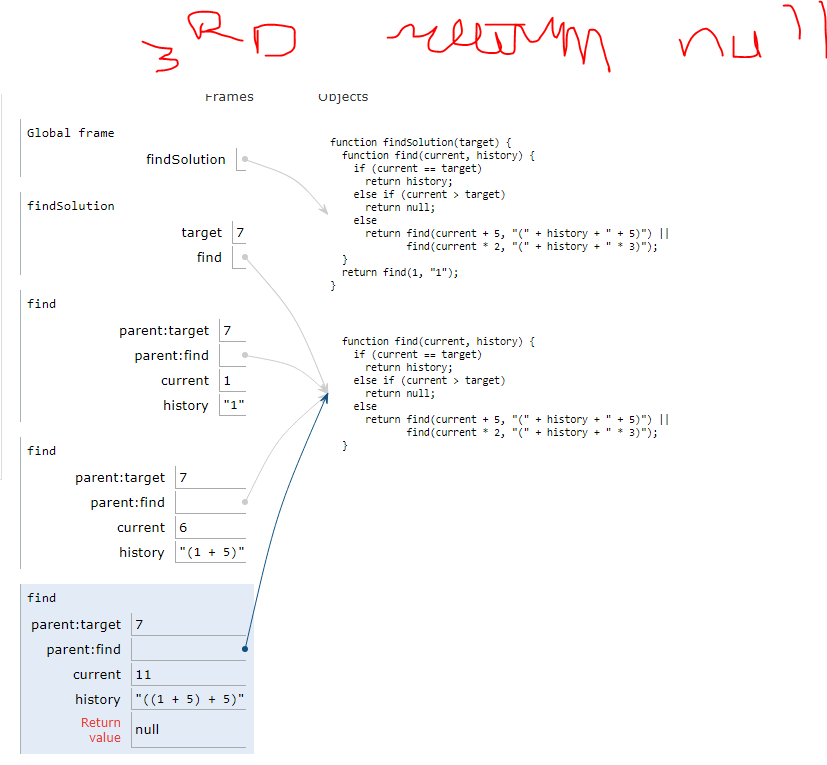 3RD return null
Frames Objects
Global frame
findSolution
findSolution
target 7
find
find
parent:target 7
parent:find
current 1
history "1"
find
parent:target 7
parent:find
current 6
history "(1 + 5)"
find
parent:target 7
parent:find
current 11
history "((1 + 5) + 5)"
Return
value null
function findSolution(target) {
function find(current, history) {
if (current == target)
return history;
else if (current > target)
return null;
else
return find(current + 5, "(" + history + " + 5)") ||
find(current * 2, "(" + history + " * 3)");
}
return find(1, "1");
}
function find(current, history) {
if (current == target)
return history;
else if (current > target)
return null;
else
return find(current + 5, "(" + history + " + 5)") ||
find(current * 2, "(" + history + " * 3)");
}